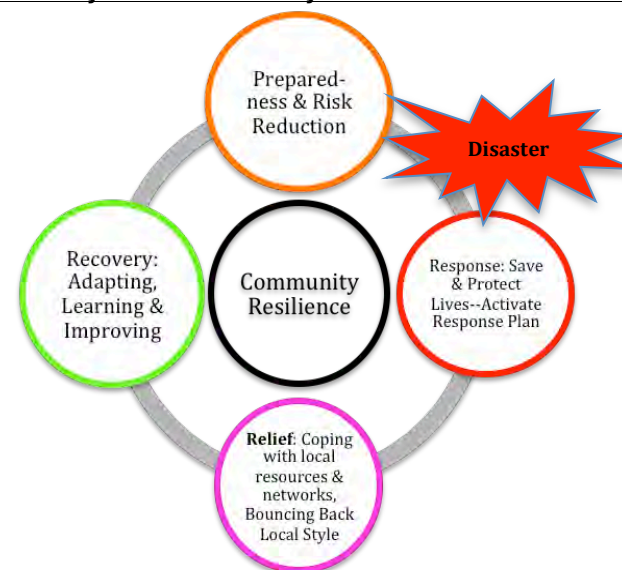 Prepared-
ness & Risk
Reduction
Disaster
Recovery:
Adapting,
Learning &
Improving
Community
Resilience
Response: Save
& Protect
Lives--Activate
Response Plan
Relief: Coping
with local
resources &
networks,
Bouncing Back
Local Style